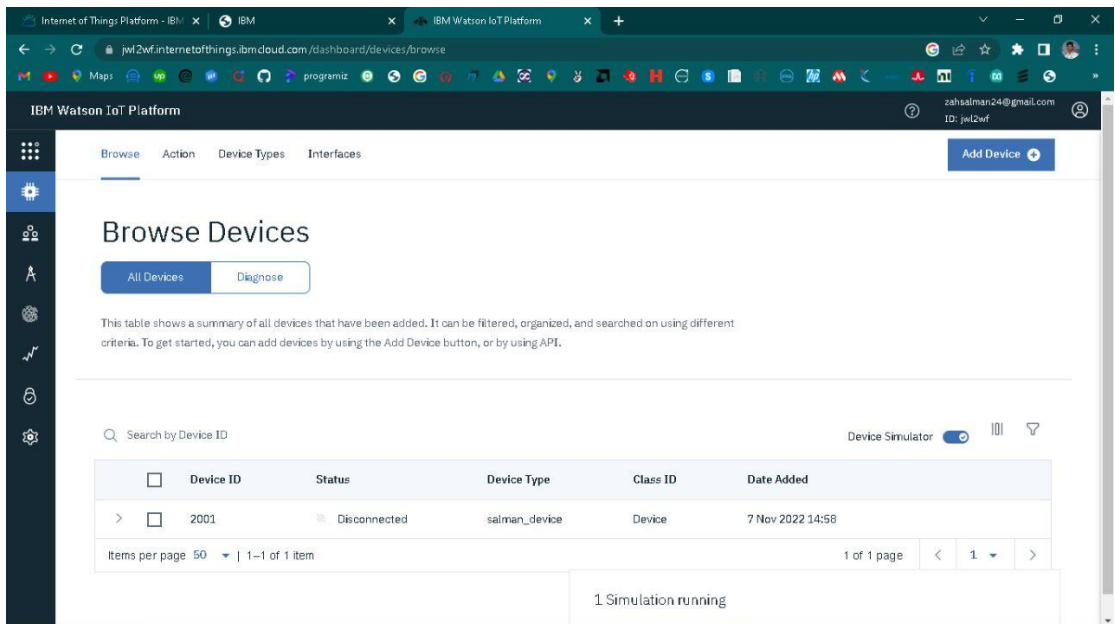 Internet of Things Platform - IBM
IBM
IBM Watson IoT Platform
jwl2wf.internetofthings.ibmcloud.com/dashboard/devices/browse
Maps
programiz
IBM Watson IoT Platform
zahsalman24@gmail.com
ID: jwl2wf
Browse Action Device Types Interfaces
Add Device
Browse Devices
All Devices Diagnose
This table shows a summary of all devices that have been added. It can be filtered, organized, and searched on using different
criteria. To get started, you can add devices by using the Add Device button, or by using API.
Search by Device ID
Device Simulator
Device ID Status Device Type Class ID Date Added
2001 Disconnected salman_device Device 7 Nov 2022 14:58
Items per page 50 | 1–1 of 1 item
1 of 1 page 1
1 Simulation running